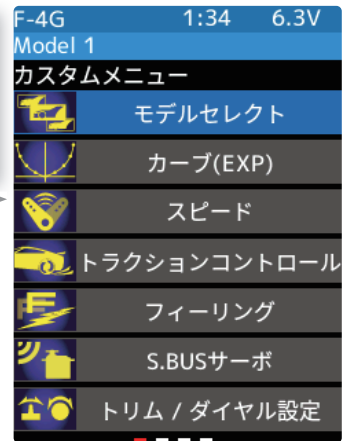 F-4G 1:34 6.3V
Model 1
カスタムメニュー
モデルセレクト
カーブ(EXP)
スピード
トラクションコントロール
フィーリング
S.BUSサーボ
トリム / ダイヤル設定